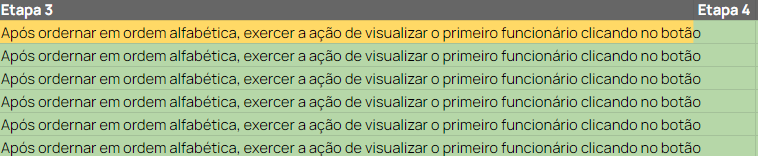 Etapa 3 Etapa 4
Após ordernar em ordem alfabética, exercer a ação de visualizar o primeiro funcionário clicando no botão
Após ordernar em ordem alfabética, exercer a ação de visualizar o primeiro funcionário clicando no botão
Após ordernar em ordem alfabética, exercer a ação de visualizar o primeiro funcionário clicando no botão
Após ordernar em ordem alfabética, exercer a ação de visualizar o primeiro funcionário clicando no botão
Após ordernar em ordem alfabética, exercer a ação de visualizar o primeiro funcionário clicando no botão
Após ordernar em ordem alfabética, exercer a ação de visualizar o primeiro funcionário clicando no botão